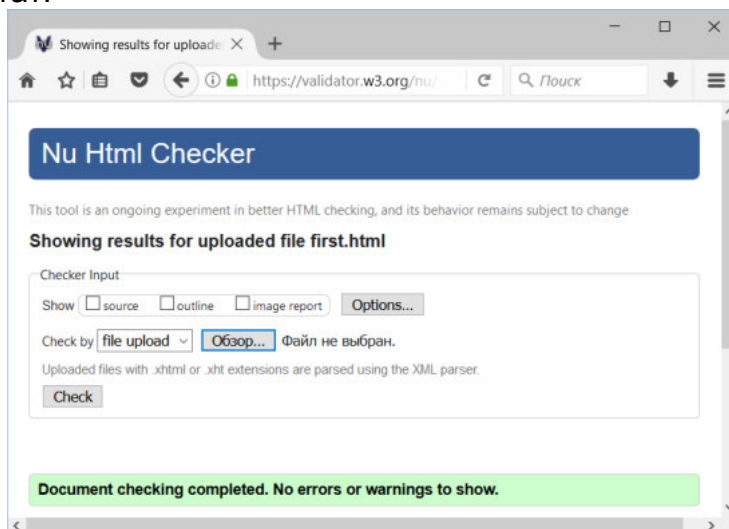 Showing results for uploade
https://validator.w3.org/nu/
Поиск
Nu Html Checker
This tool is an ongoing experiment in better HTML checking, and its behavior remains subject to change
Showing results for uploaded file first.html
Checker Input
Show source outline image report Options...
Check by file upload Обзор... Файл не выбран.
Uploaded files with .xhtml or .xht extensions are parsed using the XML parser.
Check
Document checking completed. No errors or warnings to show.